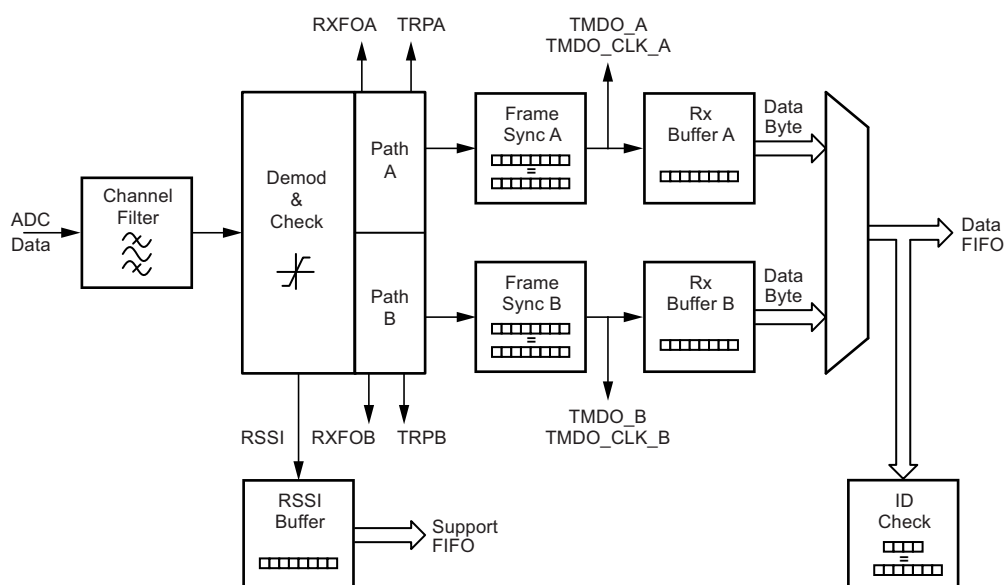 RXFOA
TRPA
TMDO_A
TMDO_CLK_A
ADC
Data
Channel
Filter
Demod
&
Check
Path
A
Path
B
Frame
Sync A
=
Rx
Buffer A
Data
Byte
Frame
Sync B
=
Rx
Buffer B
Data
Byte
Data
FIFO
RSSI
RXFOB
TRPB
TMDO_B
TMDO_CLK_B
RSSI
Buffer
Support
FIFO
ID
Check
=